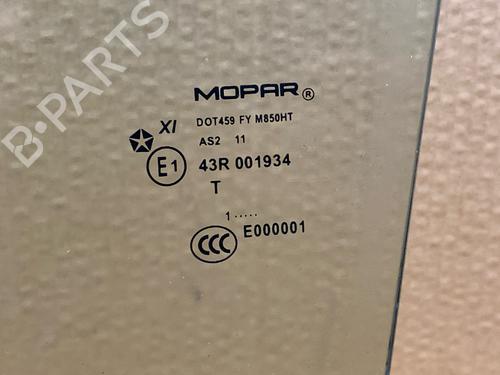 B-PARTS
MOPAR®
XI DOT459 FY M850HT
AS2 11
E1 43R 001934
T
1.....
CCC E000001